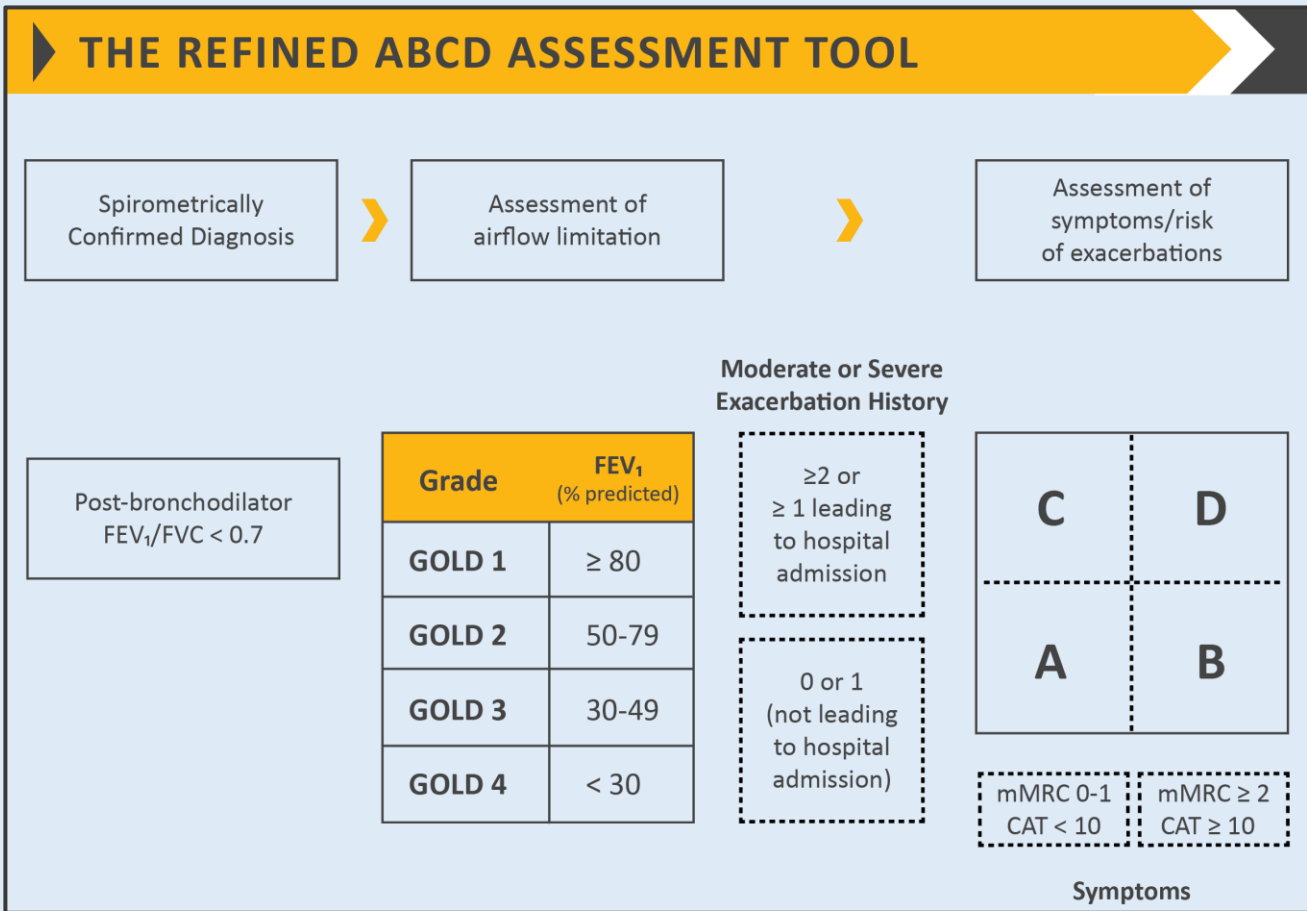 THE REFINED ABCD ASSESSMENT TOOL
Spirometrically
Confirmed Diagnosis
Assessment of
airflow limitation
Assessment of
symptoms/risk
of exacerbations
Post-bronchodilator
FEV₁/FVC < 0.7
Grade FEV₁
(% predicted)
GOLD 1 ≥ 80
GOLD 2 50-79
GOLD 3 30-49
GOLD 4 < 30
Moderate or Severe
Exacerbation History
≥2 or
≥ 1 leading
to hospital
admission
0 or 1
(not leading
to hospital
admission)
C D
A B
mMRC 0-1 mMRC ≥ 2
CAT < 10 CAT ≥ 10
Symptoms